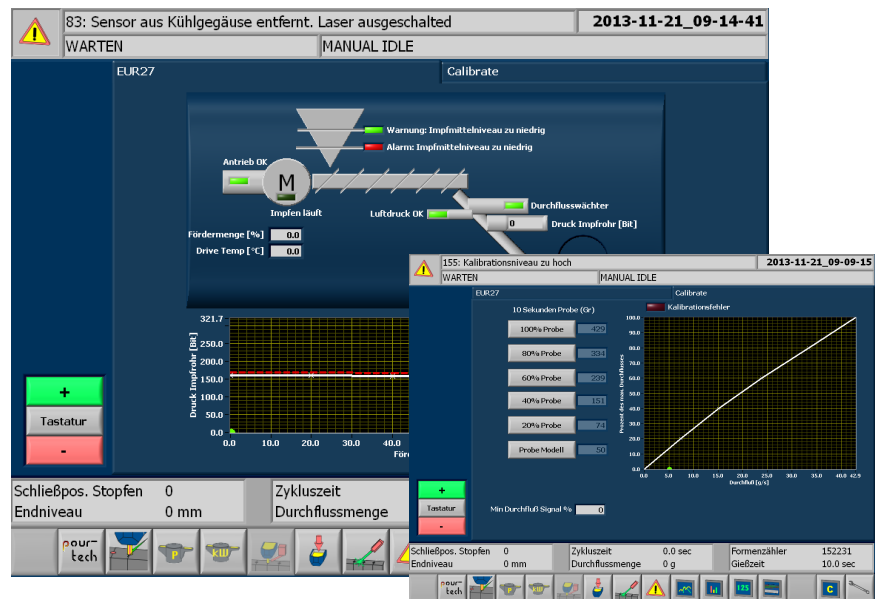 83: Sensor aus Kühlgegäuse entfernt. Laser ausgeschalted 2013-11-21_09-14-41
WARTEN MANUAL IDLE
EUR27 Calibrate
Warnung: Impfmittelniveau zu niedrig
Alarm: Impfmittelniveau zu niedrig
Antrieb OK
M
Impfen läuft
Luftdruck OK
Durchflusswächter
0 Druck Impfrohr [Bit]
Fördermenge [%] 0.0
Drive Temp [°C] 0.0
321.7
250.0
200.0
150.0
100.0
50.0
0.0
Druck Impfrohr [Bit]
0.0 10.0 20.0 30.0 40.0
För
+
Tastatur
-
Schließpos. Stopfen 0 Zykluszeit
Endniveau 0 mm Durchflussmenge
pour-tech P kW
155: Kalibrationsniveau zu hoch 2013-11-21_09-09-15
WARTEN MANUAL IDLE
EUR27 Calibrate
10 Sekunden Probe (Gr) Kalibrationsfehler
100% Probe 429
80% Probe 334
60% Probe 239
40% Probe 151
20% Probe 74
Probe Modell 50
Min Durchfluß Signal % 0
100.0
90.0
80.0
70.0
60.0
50.0
40.0
30.0
20.0
10.0
0.0
Prozent des max. Durchflusses
0.0 5.0 10.0 15.0 20.0 25.0 30.0 35.0 40.0 42.9
Durchfluß [g/s]
+
Tastatur
-
Schließpos. Stopfen 0 Zykluszeit 0.0 sec Formenzähler 152231
Endniveau 0 mm Durchflussmenge 0 g Gießzeit 10.0 sec
pour-tech P kW 123 C